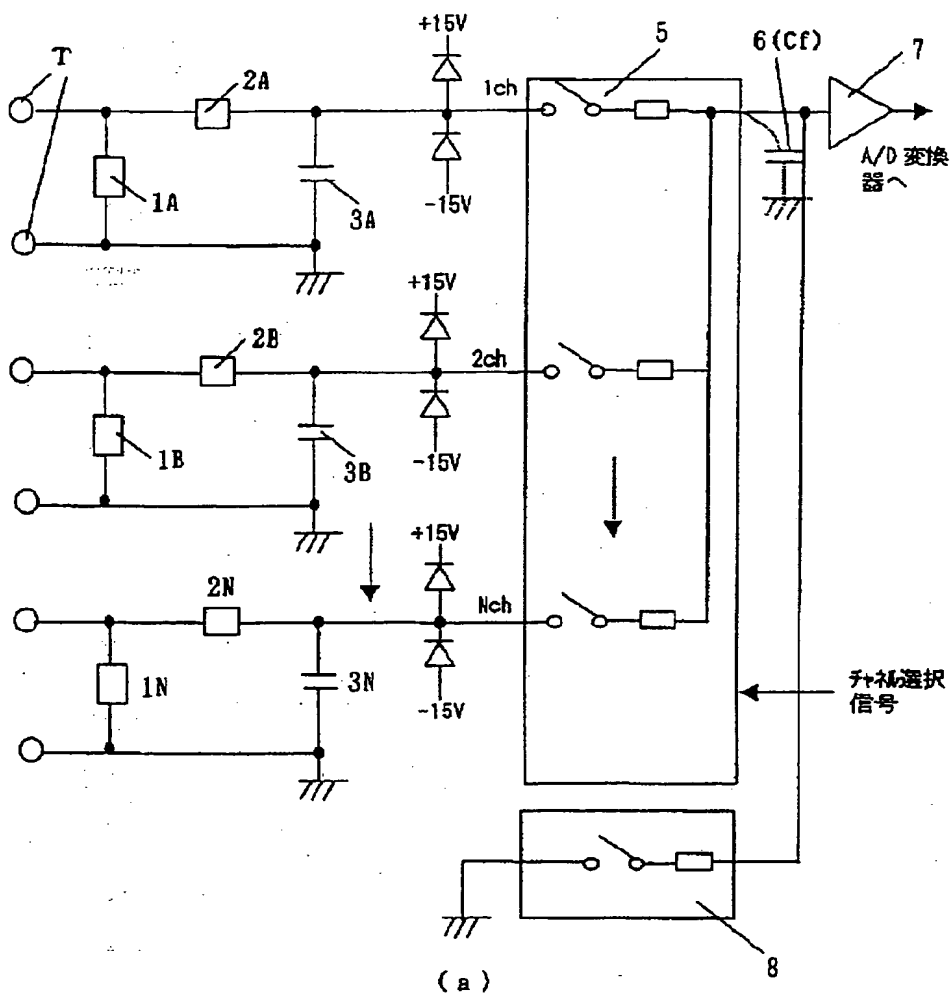 +15V
5
6(Cf)
7
T
2A
1ch
A/D 変換
器へ
1A
3A
-15V
+15V
2B
2ch
1B
3B
-15V
+15V
2N
Nch
1N
3N
-15V
チャネル選択
信号
8
(a)